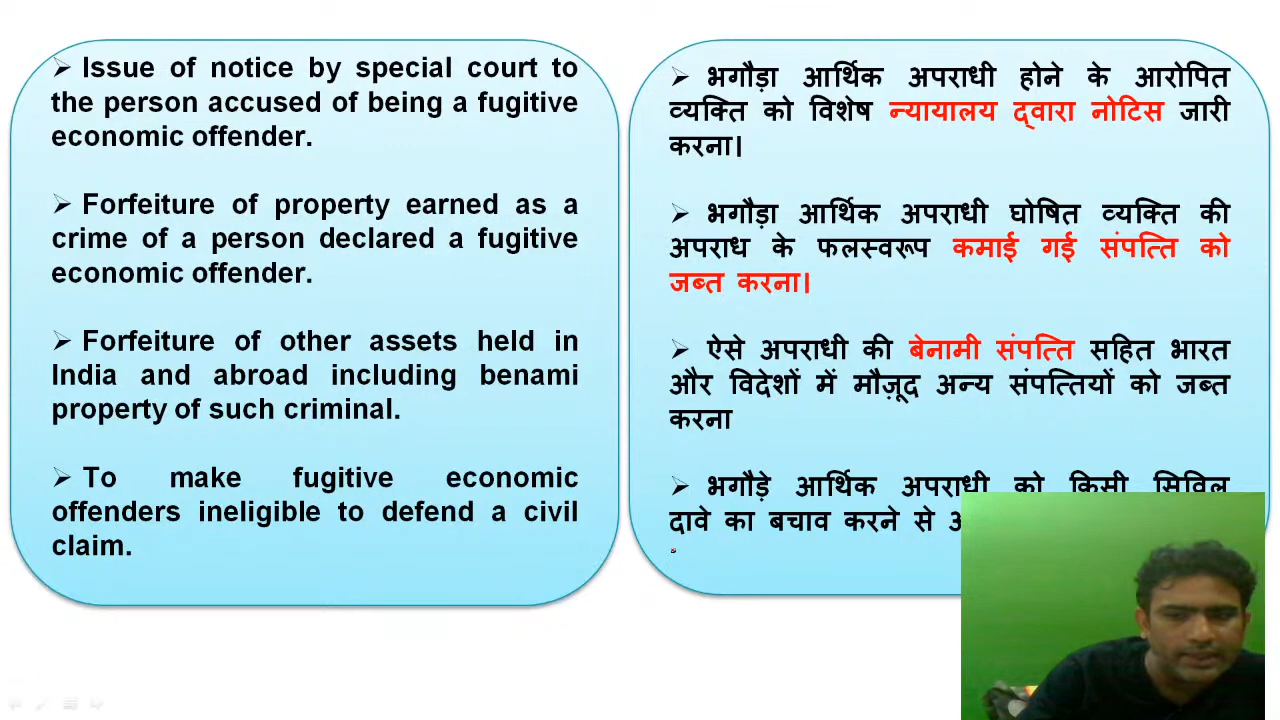 ➢ Issue of notice by special court to
the person accused of being a fugitive
economic offender.
➢ Forfeiture of property earned as a
crime of a person declared a fugitive
economic offender.
➢ Forfeiture of other assets held in
India and abroad including benami
property of such criminal.
➢ To make fugitive economic
offenders ineligible to defend a civil
claim.
➢ भगौड़ा आर्थिक अपराधी होने के आरोपित
व्यक्ति को विशेष न्यायालय द्वारा नोटिस जारी
करना।
➢ भगौड़ा आर्थिक अपराधी घोषित व्यक्ति की
अपराध के फलस्वरूप कमाई गई संपत्ति को
जब्त करना।
➢ ऐसे अपराधी की बेनामी संपत्ति सहित भारत
और विदेशों में मौज़ूद अन्य संपत्तियों को जब्त
करना
➢ भगौड़े आर्थिक अपराधी को किसी सिविल
दावे का बचाव करने से